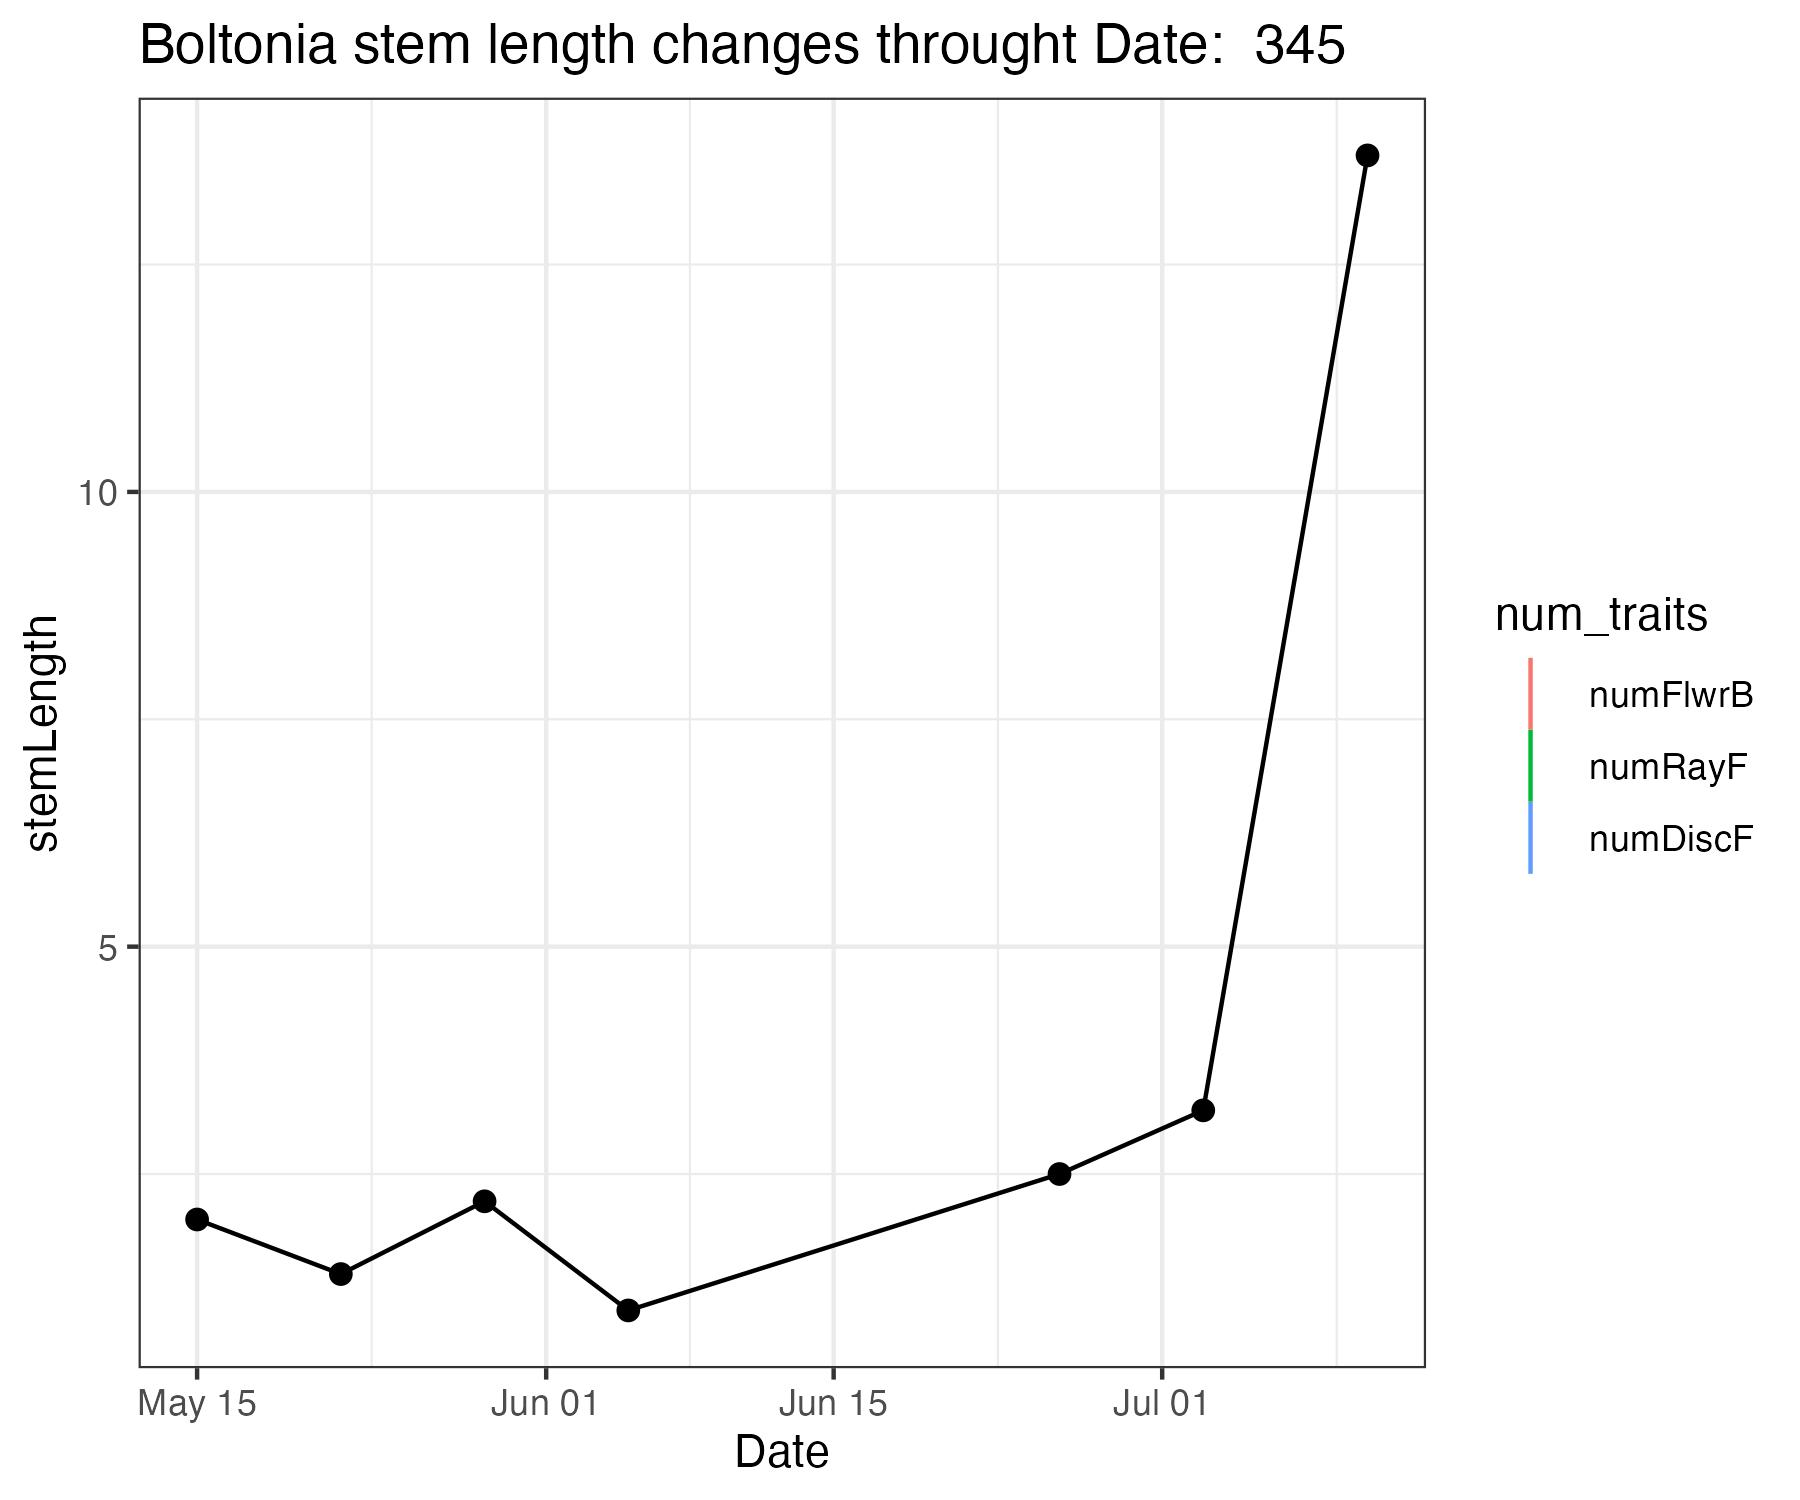 Boltonia stem length changes throught Date:  345
stemLength
10
5
May 15
Jun 01
Jun 15
Jul 01
Date
num_traits
numFlwrB
numRayF
numDiscF